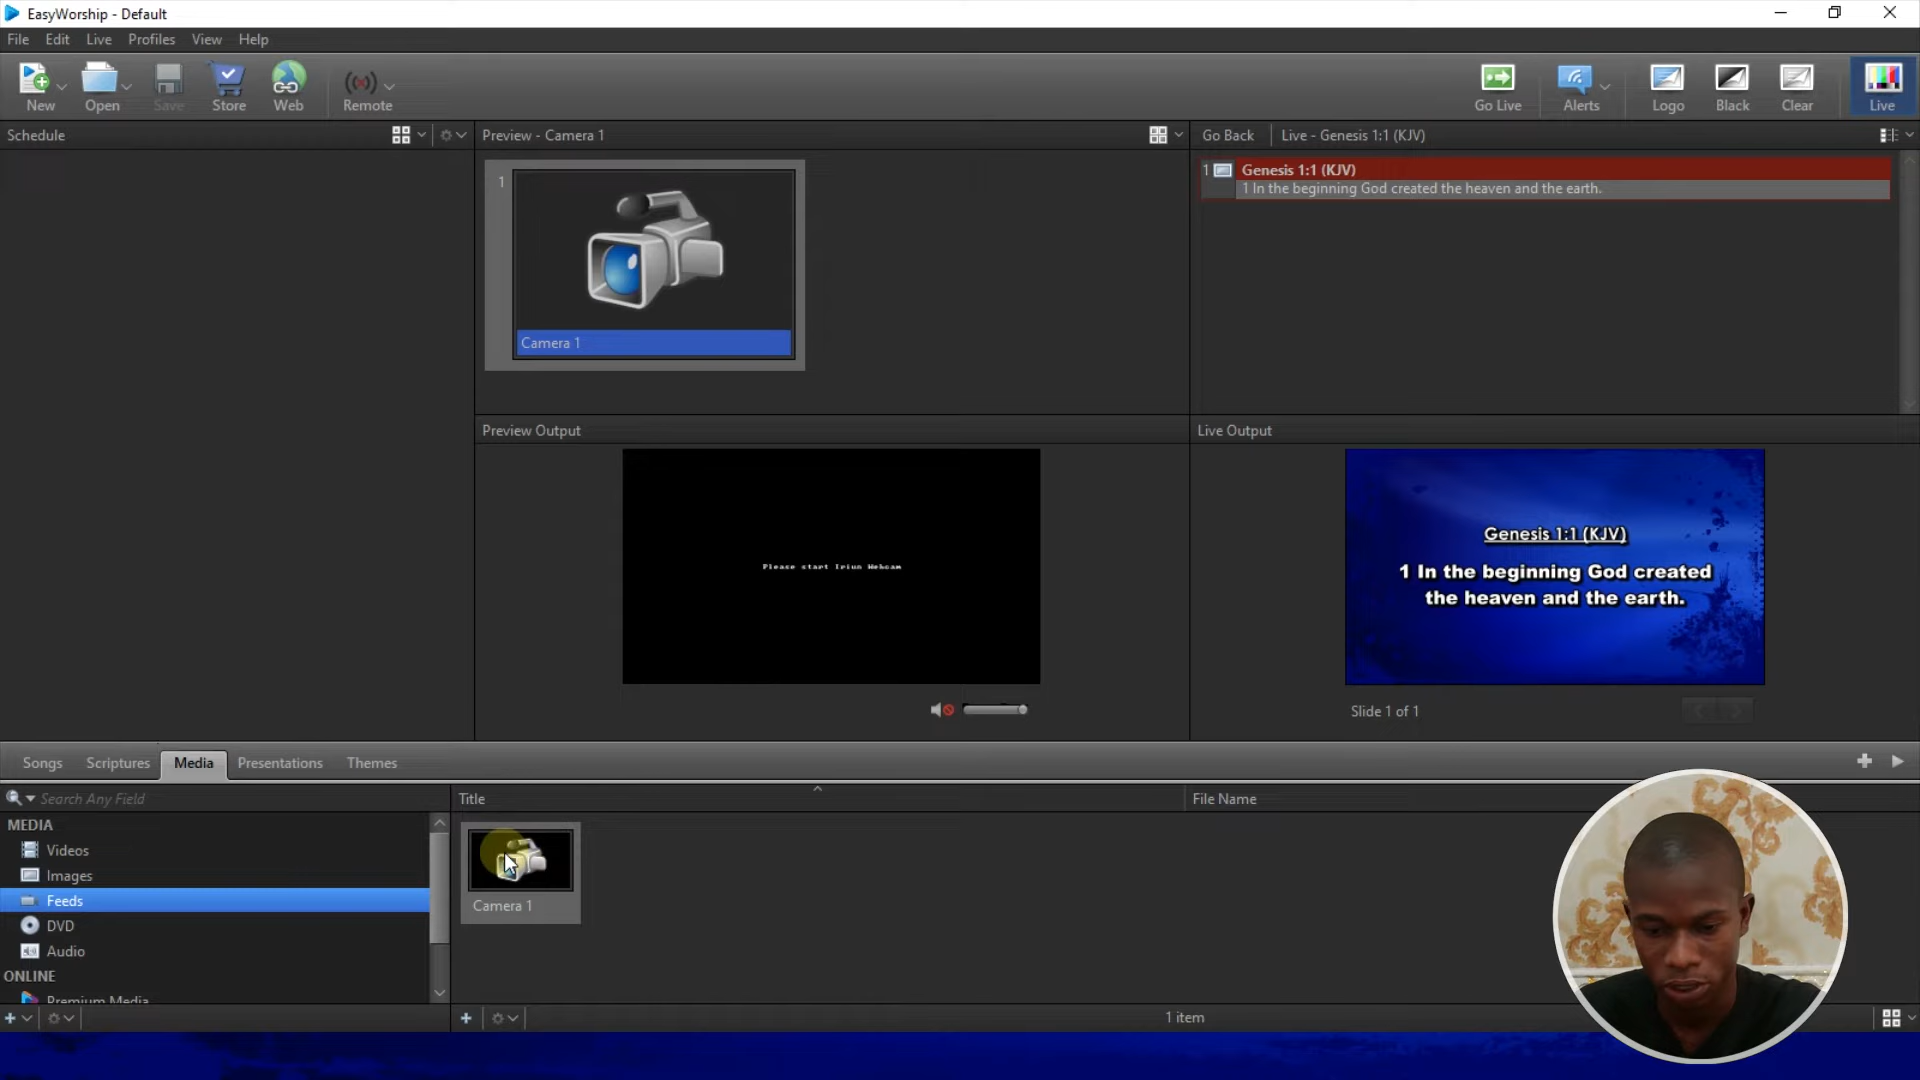 EasyWorship - Default
File Edit Live Profiles View Help
New Open Save Store Web Remote Go Live Alerts Logo Black Clear Live
Schedule
Preview - Camera 1
Go Back Live - Genesis 1:1 (KJV)
1
Camera 1
1 Genesis 1:1 (KJV)
1 In the beginning God created the heaven and the earth.
Preview Output
Please start Iriun Webcam
Live Output
Genesis 1:1 (KJV)
1 In the beginning God created
the heaven and the earth.
Slide 1 of 1
Songs Scriptures Media Presentations Themes
Search Any Field
MEDIA
Videos
Images
Feeds
DVD
Audio
ONLINE
Premium Media
Title File Name
Camera 1
1 item